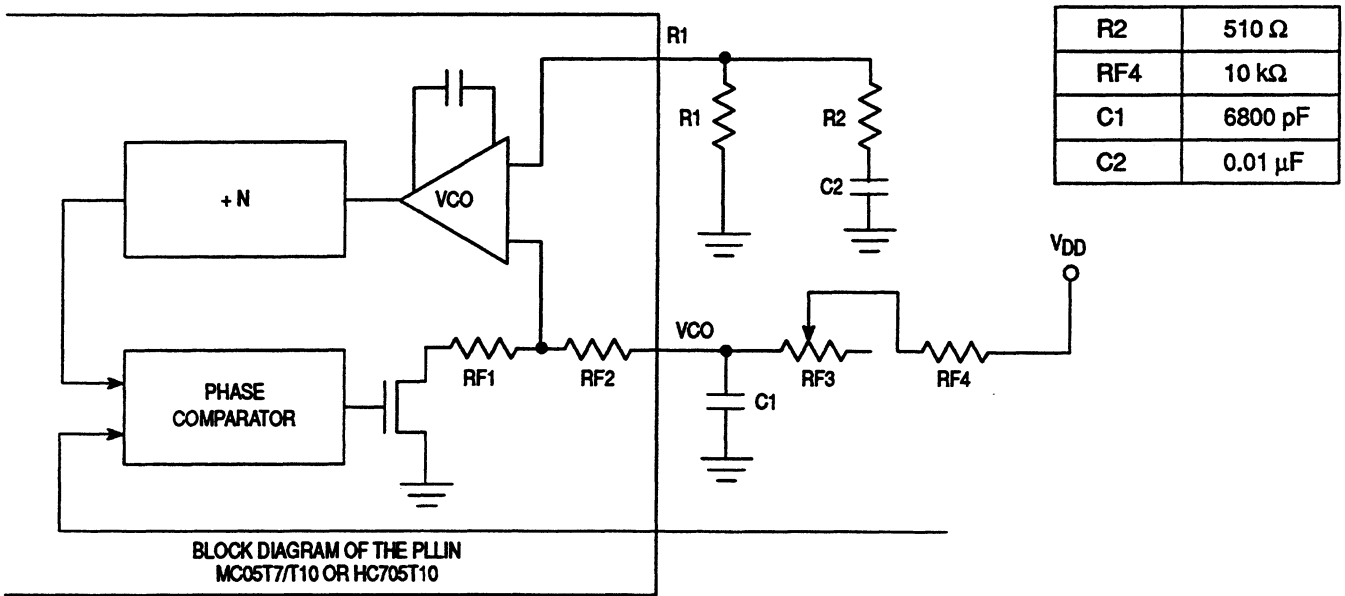 R1
R2 510 Ω
RF4 10 kΩ
C1 6800 pF
C2 0.01 µF
R1
R2
C2
VCO
+ N
VDD
VCO
RF1
RF2
RF3
RF4
C1
PHASE
COMPARATOR
BLOCK DIAGRAM OF THE PLLIN
MC05T7/T10 OR HC705T10